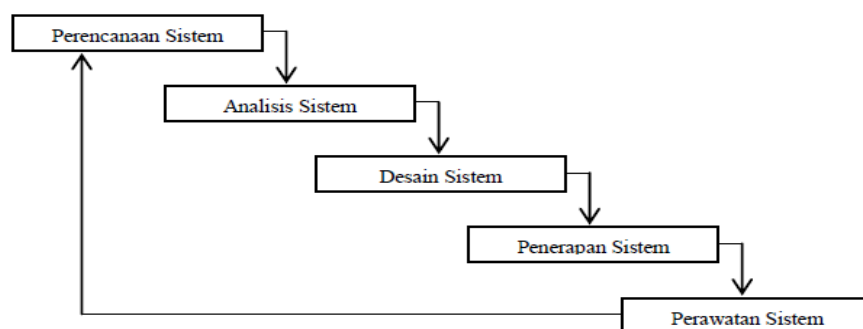 Perencanaan Sistem
Analisis Sistem
Desain Sistem
Penerapan Sistem
Perawatan Sistem